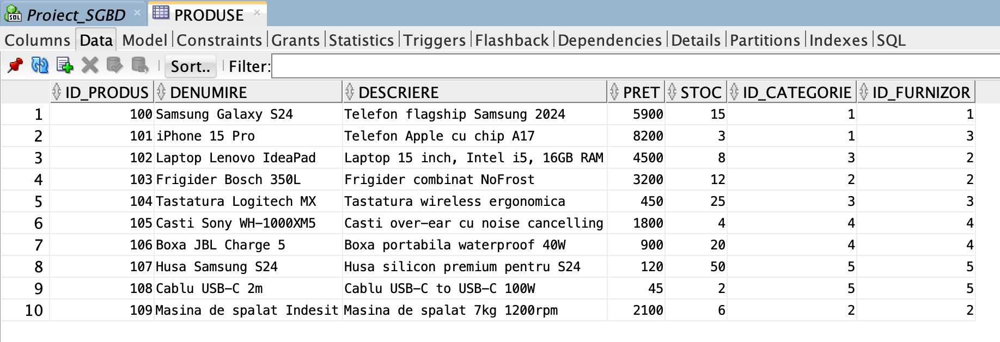 Proiect_SGBD PRODUSE
Columns Data Model Constraints Grants Statistics Triggers Flashback Dependencies Details Partitions Indexes SQL
Sort.. Filter:
ID_PRODUS DENUMIRE DESCRIERE PRET STOC ID_CATEGORIE ID_FURNIZOR
1 100 Samsung Galaxy S24 Telefon flagship Samsung 2024 5900 15 1 1
2 101 iPhone 15 Pro Telefon Apple cu chip A17 8200 3 1 3
3 102 Laptop Lenovo IdeaPad Laptop 15 inch, Intel i5, 16GB RAM 4500 8 3 2
4 103 Frigider Bosch 350L Frigider combinat NoFrost 3200 12 2 2
5 104 Tastatura Logitech MX Tastatura wireless ergonomica 450 25 3 3
6 105 Casti Sony WH-1000XM5 Casti over-ear cu noise cancelling 1800 4 4 4
7 106 Boxa JBL Charge 5 Boxa portabila waterproof 40W 900 20 4 4
8 107 Husa Samsung S24 Husa silicon premium pentru S24 120 50 5 5
9 108 Cablu USB-C 2m Cablu USB-C to USB-C 100W 45 2 5 5
10 109 Masina de spalat Indesit Masina de spalat 7kg 1200rpm 2100 6 2 2